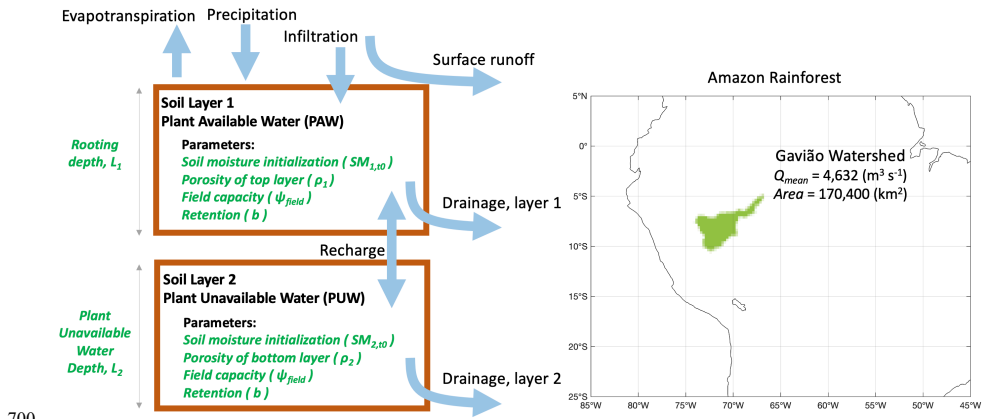 Evapotranspiration
Precipitation
Infiltration
Surface runoff
Soil Layer 1
Plant Available Water (PAW)
Parameters:
Soil moisture initialization ( SM1,t0)
Porosity of top layer ( ρ1)
Field capacity ( ψfield)
Retention ( b )
Rooting
depth, L1
Drainage, layer 1
Recharge
Soil Layer 2
Plant Unavailable Water (PUW)
Parameters:
Soil moisture initialization ( SM2,t0)
Porosity of bottom layer ( ρ2 )
Field capacity ( ψfield)
Retention ( b )
Plant
Unavailable
Water
Depth, L2
Drainage, layer 2
Amazon Rainforest
Gavião Watershed
Qmean = 4,632 (m³ s⁻¹)
Area = 170,400 (km²)
5°N
0°
5°S
10°S
15°S
20°S
25°S
85°W 80°W 75°W 70°W 65°W 60°W 55°W 50°W 45°W